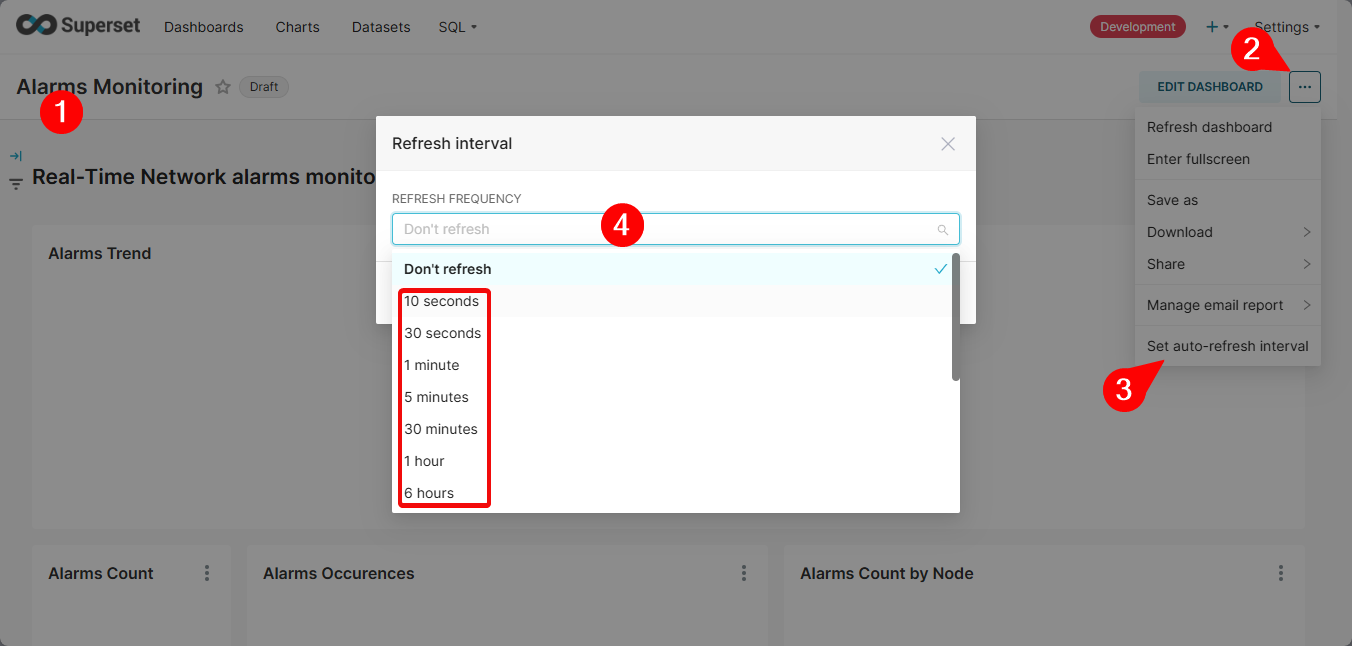 Superset Dashboards Charts Datasets SQL Development + Settings
2
Alarms Monitoring Draft EDIT DASHBOARD ...
1
Refresh interval
Refresh dashboard
Enter fullscreen
Real-Time Network alarms monito
REFRESH FREQUENCY
Save as
Don't refresh
4
Download
Share
Alarms Trend
Don't refresh
10 seconds
Manage email report
30 seconds
Set auto-refresh interval
1 minute
3
5 minutes
30 minutes
1 hour
6 hours
Alarms Count Alarms Occurences Alarms Count by Node